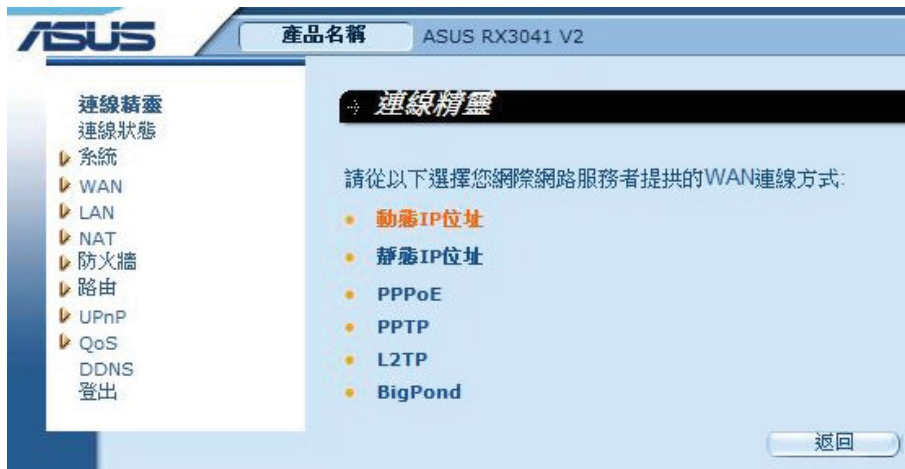 ASUS
產品名稱 ASUS RX3041 V2
連線精靈
連線狀態
系統
WAN
LAN
NAT
防火牆
路由
UPnP
QoS
DDNS
登出
連線精靈
請從以下選擇您網際網路服務者提拱的WAN連線方式:
動態IP位址
靜態IP位址
PPPoE
PPTP
L2TP
BigPond
返回